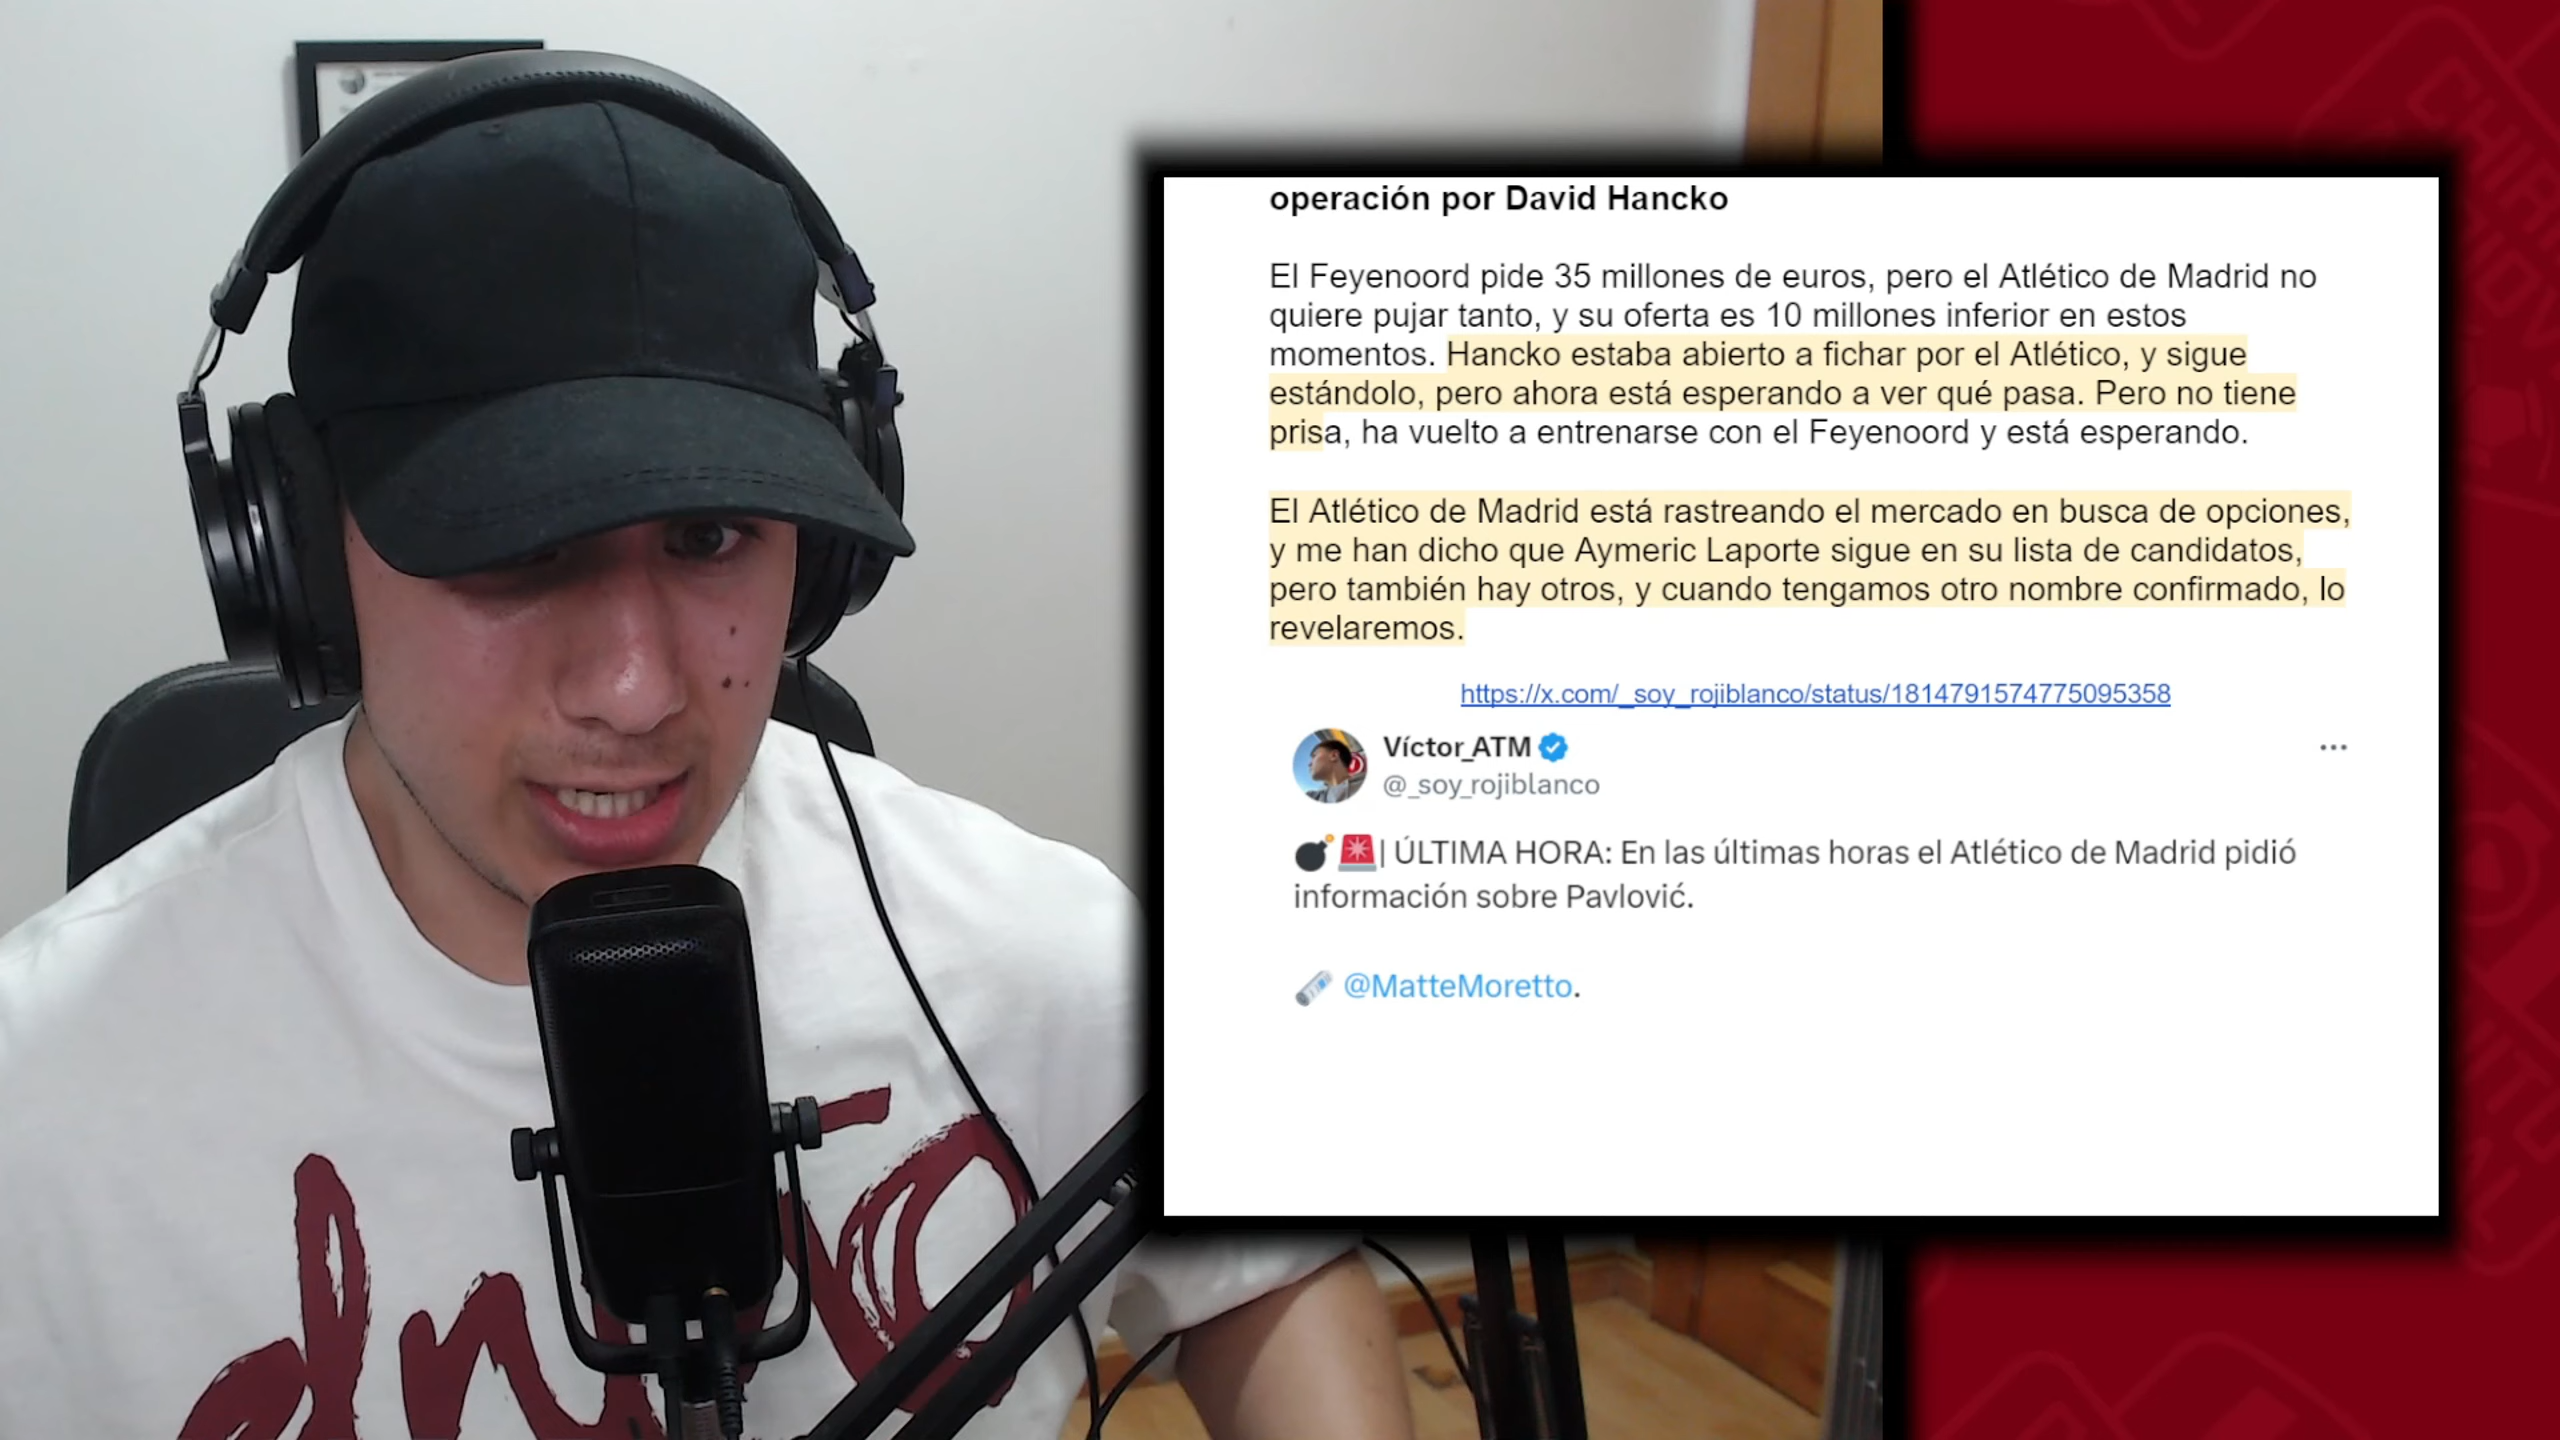 operación por David Hancko
El Feyenoord pide 35 millones de euros, pero el Atlético de Madrid no
quiere pujar tanto, y su oferta es 10 millones inferior en estos
momentos. Hancko estaba abierto a fichar por el Atlético, y sigue
estándolo, pero ahora está esperando a ver qué pasa. Pero no tiene
prisa, ha vuelto a entrenarse con el Feyenoord y está esperando.
El Atlético de Madrid está rastreando el mercado en busca de opciones,
y me han dicho que Aymeric Laporte sigue en su lista de candidatos,
pero también hay otros, y cuando tengamos otro nombre confirmado, lo
revelaremos.
https://x.com/_soy_rojiblanco/status/1814791574775095358
Víctor_ATM
@_soy_rojiblanco
| ÚLTIMA HORA: En las últimas horas el Atlético de Madrid pidió
información sobre Pavlović.
@MatteMoretto.